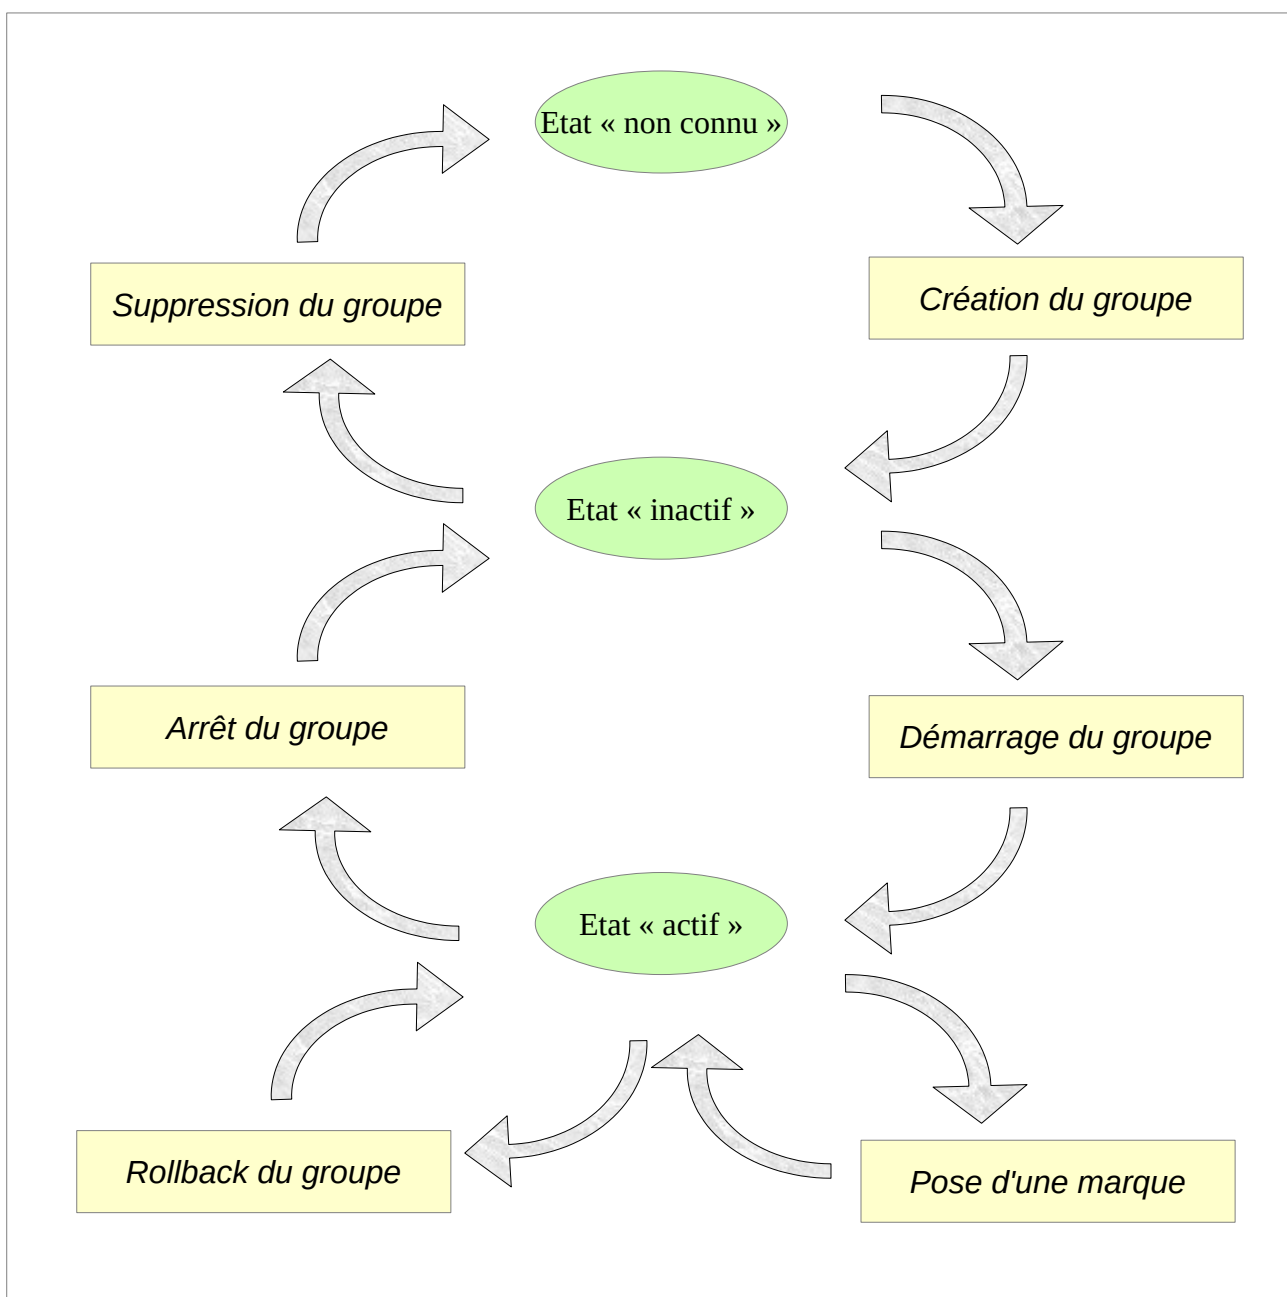 Etat « non connu »
Suppression du groupe
Création du groupe
Etat « inactif »
Arrêt du groupe
Démarrage du groupe
Etat « actif »
Rollback du groupe
Pose d'une marque